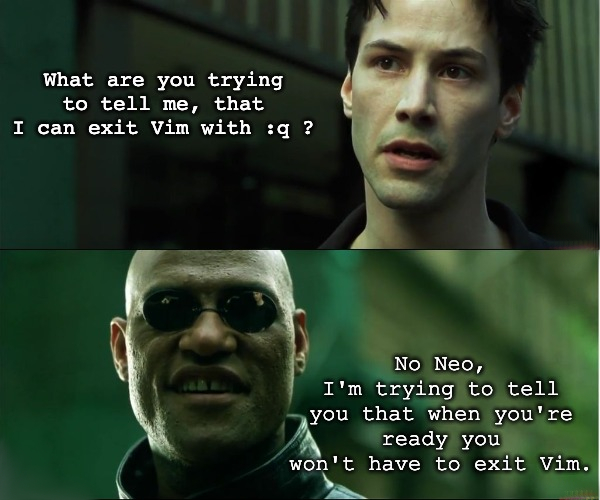 What are you trying
to tell me, that
I can exit Vim with :q ?
No Neo,
I'm trying to tell
you that when you're
ready you
won't have to exit Vim.